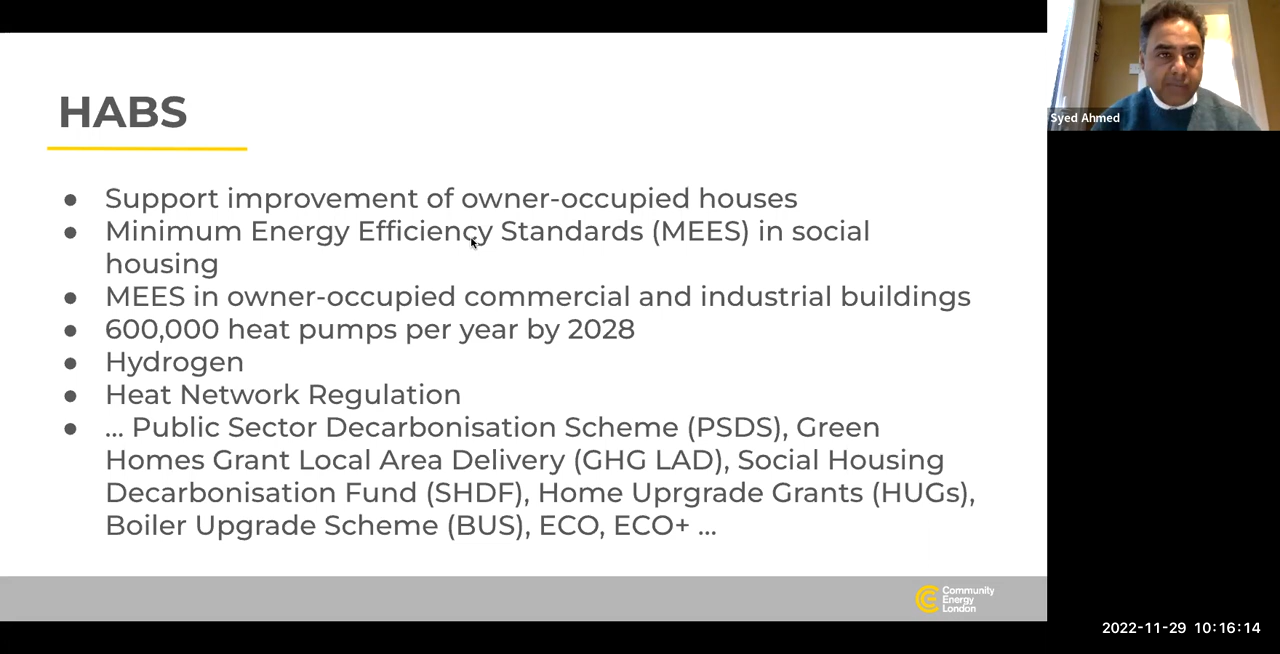 HABS
● Support improvement of owner-occupied houses
● Minimum Energy Efficiency Standards (MEES) in social
housing
● MEES in owner-occupied commercial and industrial buildings
● 600,000 heat pumps per year by 2028
● Hydrogen
● Heat Network Regulation
● ... Public Sector Decarbonisation Scheme (PSDS), Green
Homes Grant Local Area Delivery (GHG LAD), Social Housing
Decarbonisation Fund (SHDF), Home Uprgrade Grants (HUGs),
Boiler Upgrade Scheme (BUS), ECO, ECO+ ...
Community
Energy
London
Syed Ahmed
2022-11-29 10:16:14